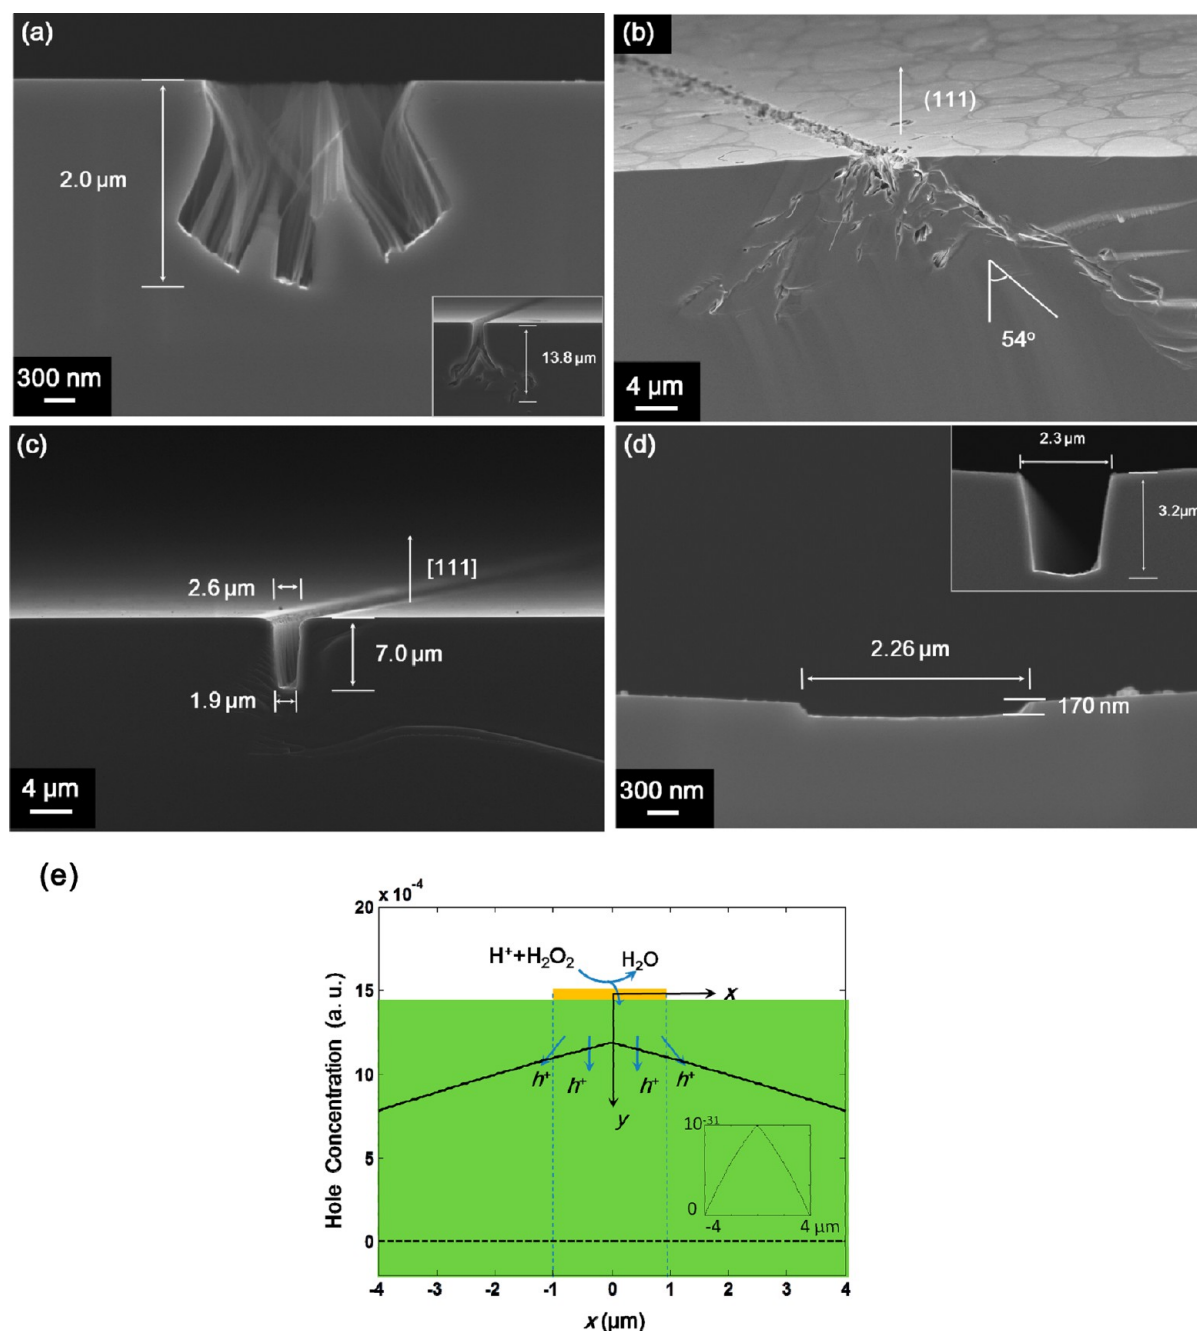 (a)
2.0 µm
13.8 µm
300 nm
(b)
(111)
54°
4 µm
(c)
[111]
2.6 µm
7.0 µm
1.9 µm
4 µm
(d)
2.3 µm
3.2µm
2.26 µm
170 nm
300 nm
(e)
x 10⁻⁴
20
15
10
5
0
Hole Concentration (a. u.)
H⁺+H₂O₂
H₂O
x
h⁺
h⁺
h⁺
h⁺
y
10⁻³¹
0
-4
4 µm
-4
-3
-2
-1
0
1
2
3
4
x (µm)